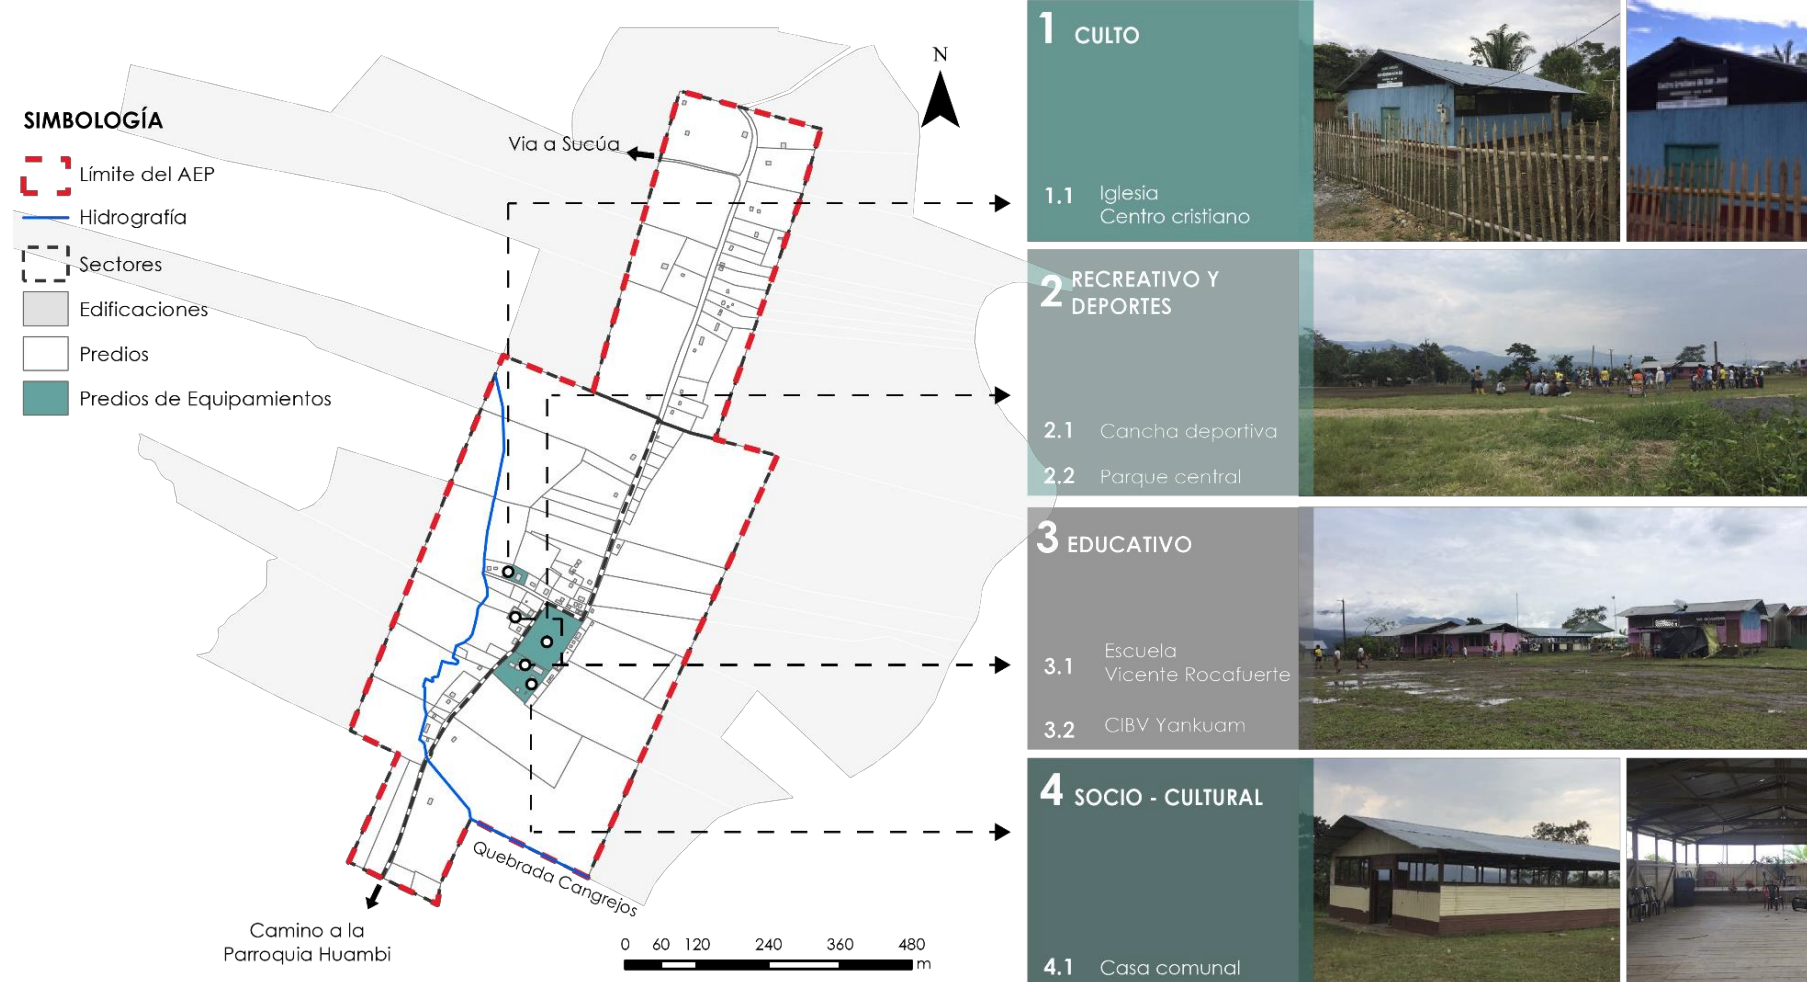 SIMBOLOGÍA
Límite del AEP
Hidrografía
Sectores
Edificaciones
Predios
Predios de Equipamientos
N
Via a Sucúa
Quebrada Cangrejos
Camino a la
Parroquia Huambi
0 60 120 240 360 480
m
1 CULTO
1.1 Iglesia
Centro cristiano
2 RECREATIVO Y
DEPORTES
2.1 Cancha deportiva
2.2 Parque central
3 EDUCATIVO
3.1 Escuela
Vicente Rocafuerte
3.2 CIBV Yankuam
4 SOCIO - CULTURAL
4.1 Casa comunal